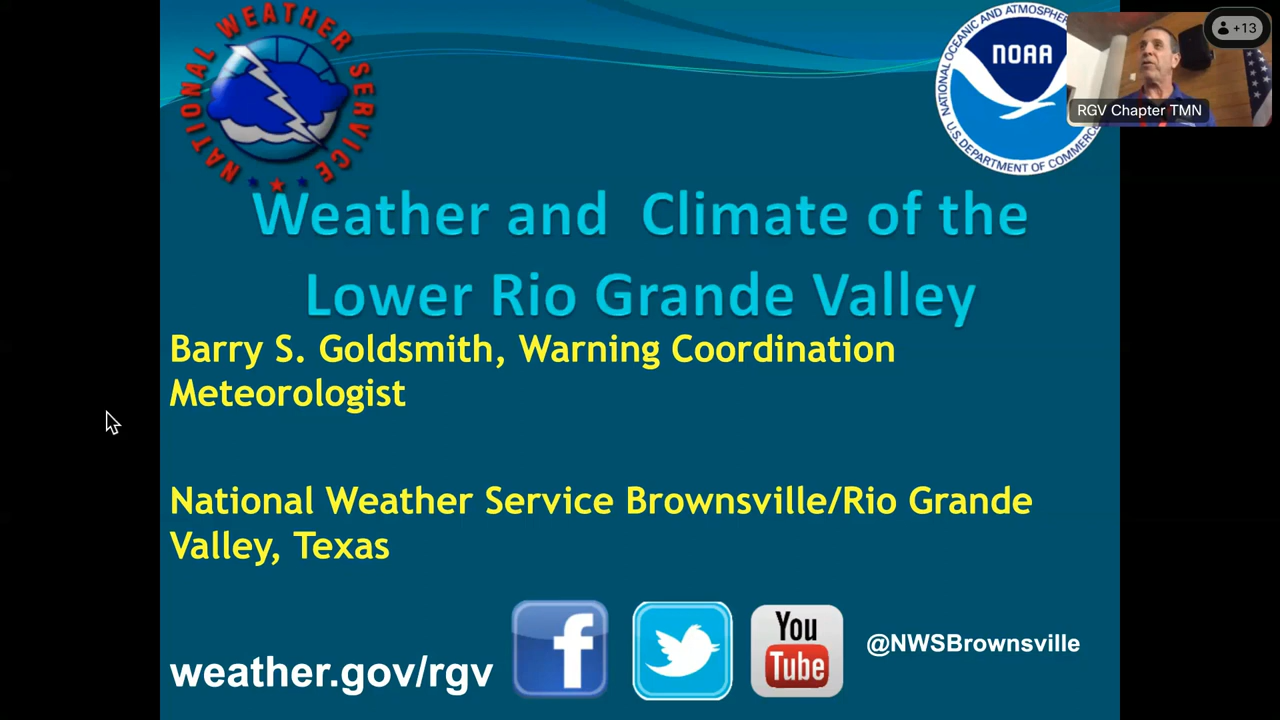 NATIONAL WEATHER SERVICE
NATIONAL OCEANIC AND ATMOSPHER
NOAA
U.S. DEPARTMENT OF COMMERC
+13
RGV Chapter TMN
Weather and Climate of the
Lower Rio Grande Valley
Barry S. Goldsmith, Warning Coordination
Meteorologist
National Weather Service Brownsville/Rio Grande
Valley, Texas
weather.gov/rgv
f
You
Tube
@NWSBrownsville